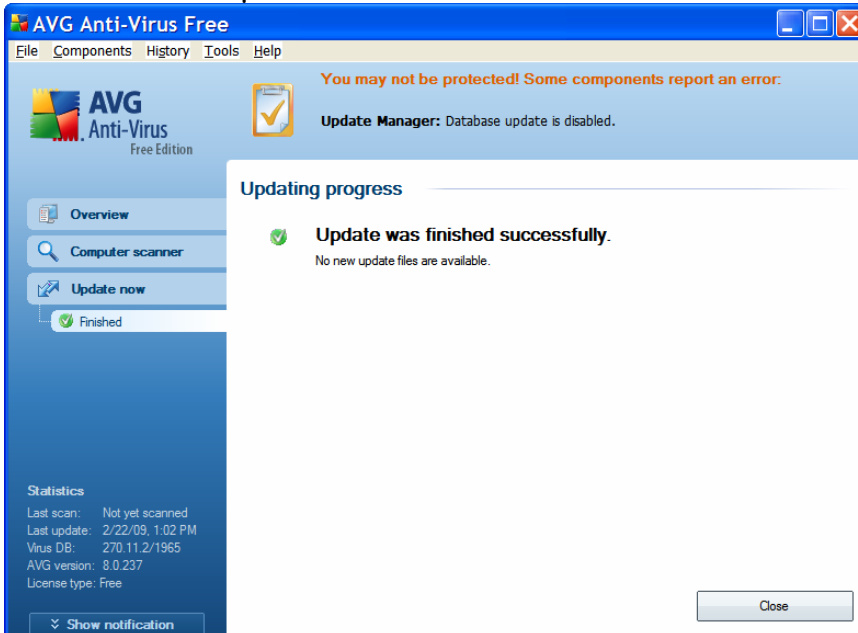 AVG Anti-Virus Free
File Components History Tools Help
AVG
Anti-Virus
Free Edition
You may not be protected! Some components report an error:
Update Manager: Database update is disabled.
Overview
Computer scanner
Update now
Finished
Updating progress
Update was finished successfully.
No new update files are available.
Statistics
Last scan: Not yet scanned
Last update: 2/22/09, 1:02 PM
Virus DB: 270.11.2/1965
AVG version: 8.0.237
License type: Free
Show notification
Close